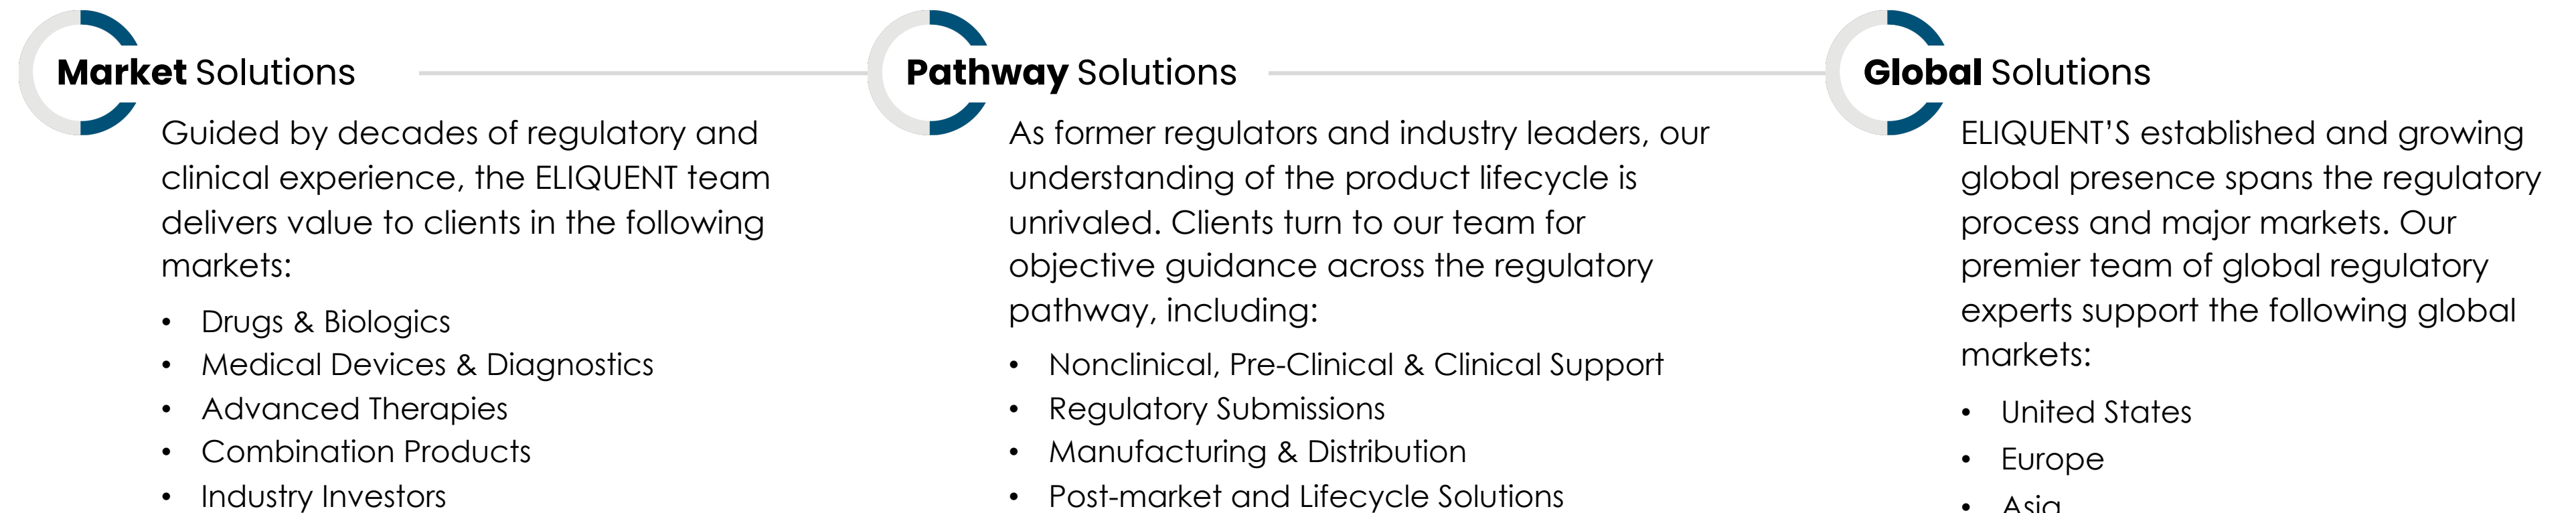 Market Solutions
Guided by decades of regulatory and
clinical experience, the ELIQUENT team
delivers value to clients in the following
markets:
• Drugs & Biologics
• Medical Devices & Diagnostics
• Advanced Therapies
• Combination Products
• Industry Investors
Pathway Solutions
As former regulators and industry leaders, our
understanding of the product lifecycle is
unrivaled. Clients turn to our team for
objective guidance across the regulatory
pathway, including:
• Nonclinical, Pre-Clinical & Clinical Support
• Regulatory Submissions
• Manufacturing & Distribution
• Post-market and Lifecycle Solutions
Global Solutions
ELIQUENT’S established and growing
global presence spans the regulatory
process and major markets. Our
premier team of global regulatory
experts support the following global
markets:
• United States
• Europe
• Asia